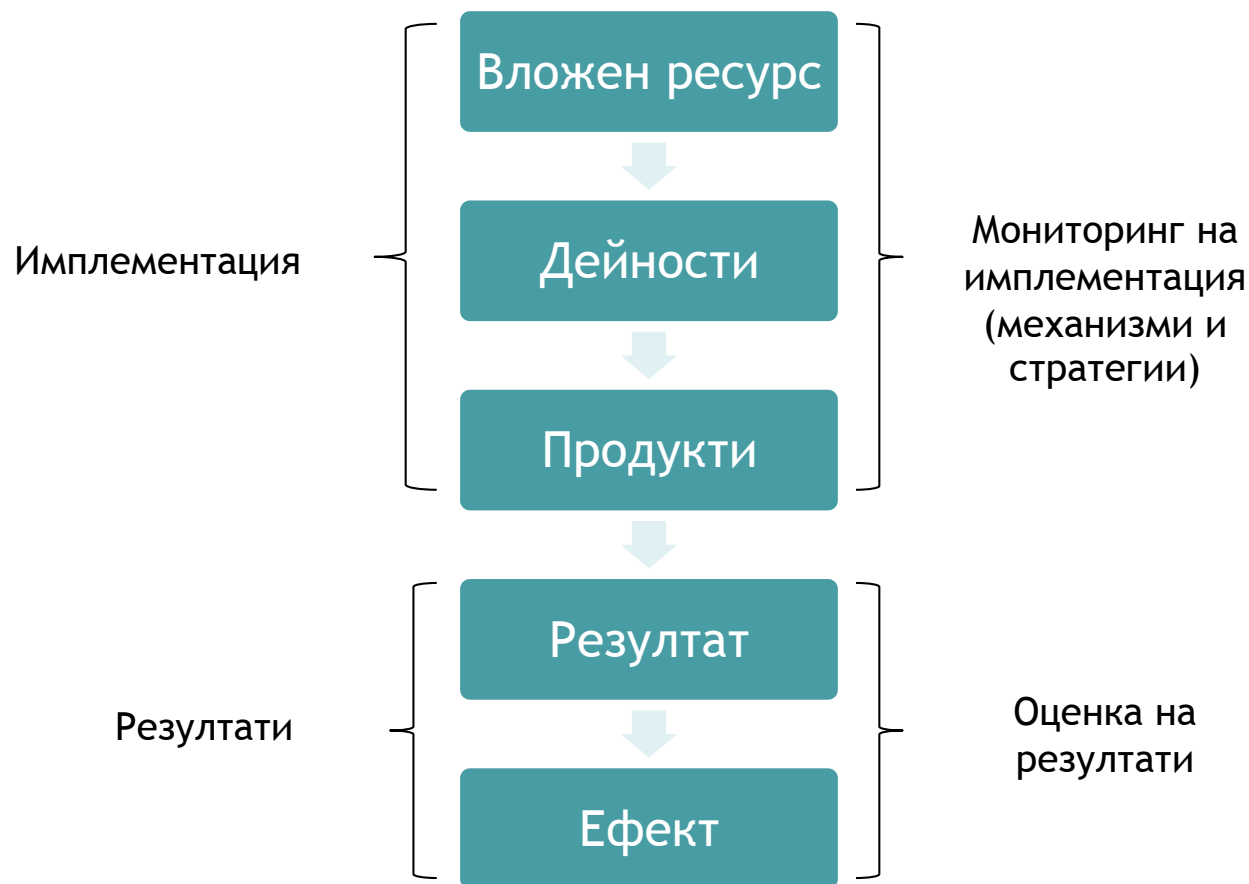 Вложен ресурс
Дейности
Имплементация
Мониторинг на
имплементация
(механизми и
стратегии)
Продукти
Резултат
Резултати
Оценка на
резултати
Ефект